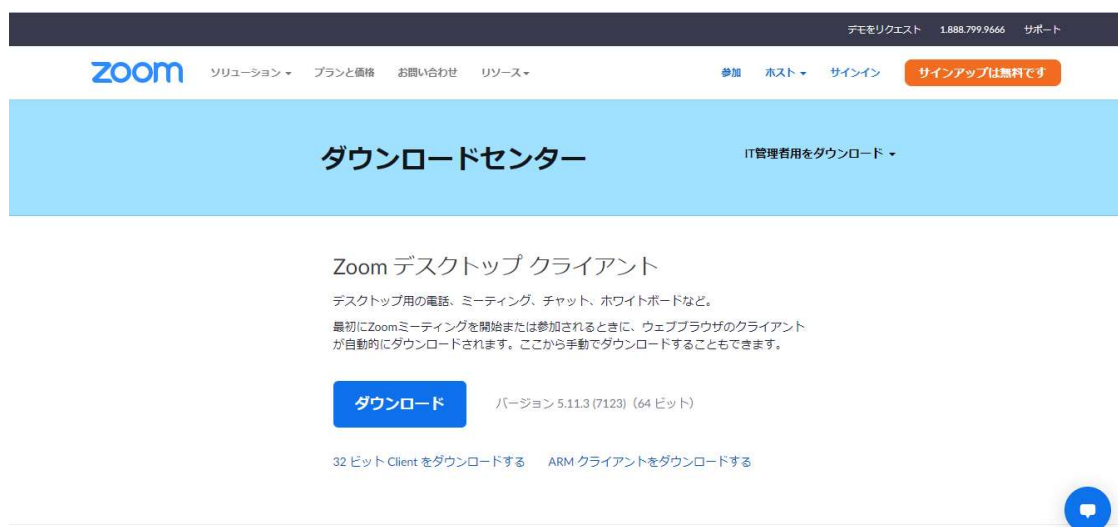 デモをリクエスト 1.888.799.9666 サポート
zoom ソリューション プランと価格 お問い合わせ リソース 参加 ホスト サインイン サインアップは無料です
ダウンロードセンター IT管理者用をダウンロード
Zoom デスクトップ クライアント
デスクトップ用の電話、ミーティング、チャット、ホワイトボードなど。
最初にZoomミーティングを開始または参加されるときに、ウェブブラウザのクライアント
が自動的にダウンロードされます。ここから手動でダウンロードすることもできます。
ダウンロード バージョン 5.11.3 (7123)（64 ビット）
32 ビット Client をダウンロードする ARM クライアントをダウンロードする